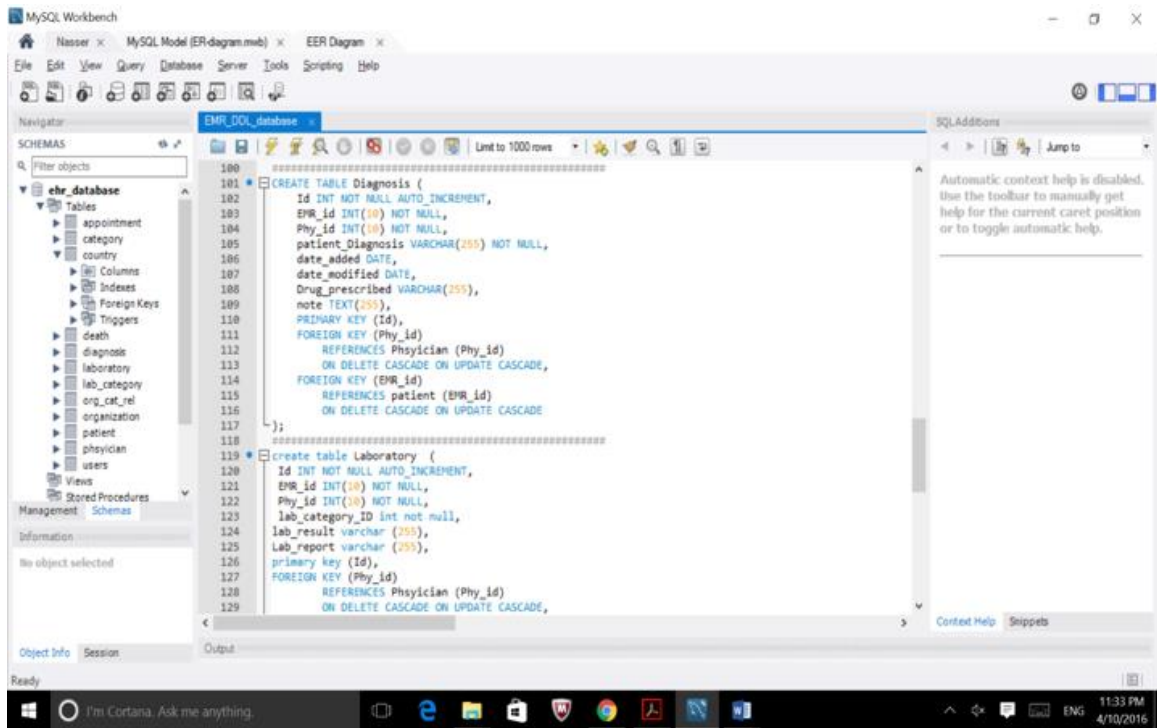 MySQL Workbench
Nasser × MySQL Model (ER-diagram.mwb) × EER Diagram ×
File Edit View Query Database Server Tools Scripting Help
Navigator
SCHEMAS
Filter objects
ehr_database
Tables
appointment
category
country
Columns
Indexes
Foreign Keys
Triggers
death
diagnosis
laboratory
lab_category
org_cat_rel
organization
patient
phsyician
users
Views
Stored Procedures
Management Schemas
Information
No object selected
Object Info Session
EMR_DDL_database ×
Limit to 1000 rows
100 ######################################################
101 CREATE TABLE Diagnosis (
102 Id INT NOT NULL AUTO_INCREMENT,
103 EMR_id INT(10) NOT NULL,
104 Phy_id INT(10) NOT NULL,
105 patient_Diagnosis VARCHAR(255) NOT NULL,
106 date_added DATE,
107 date_modified DATE,
108 Drug_prescribed VARCHAR(255),
109 note TEXT(255),
110 PRIMARY KEY (Id),
111 FOREIGN KEY (Phy_id)
112 REFERENCES Phsyician (Phy_id)
113 ON DELETE CASCADE ON UPDATE CASCADE,
114 FOREIGN KEY (EMR_id)
115 REFERENCES patient (EMR_id)
116 ON DELETE CASCADE ON UPDATE CASCADE
117 );
118 ######################################################
119 create table Laboratory (
120 Id INT NOT NULL AUTO_INCREMENT,
121 EMR_id INT(10) NOT NULL,
122 Phy_id INT(10) NOT NULL,
123 lab_category_ID int not null,
124 lab_result varchar (255),
125 Lab_report varchar (255),
126 primary key (Id),
127 FOREIGN KEY (Phy_id)
128 REFERENCES Phsyician (Phy_id)
129 ON DELETE CASCADE ON UPDATE CASCADE,
Output
SQLAdditions
Jump to
Automatic context help is disabled.
Use the toolbar to manually get
help for the current caret position
or to toggle automatic help.
Context Help Snippets
Ready
I'm Cortana. Ask me anything.
ENG
11:33 PM
4/10/2016